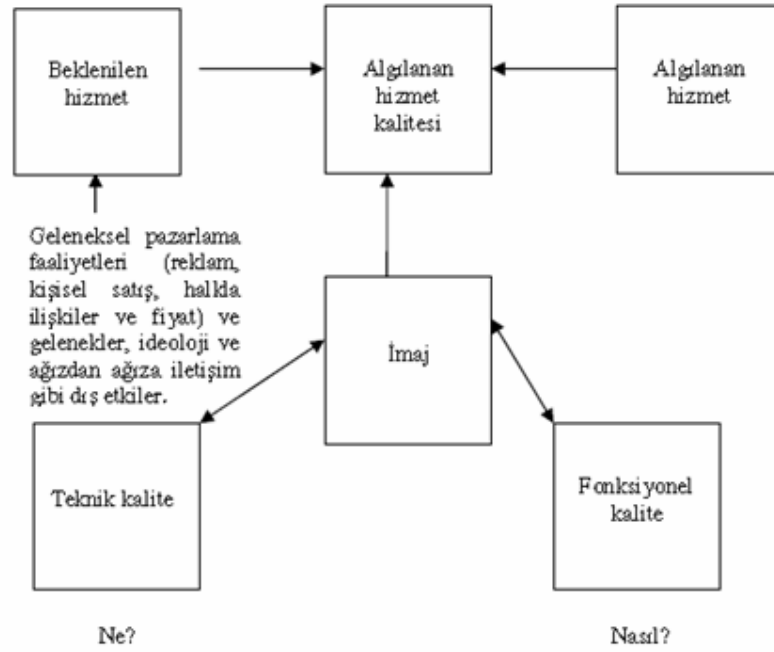 Beklenilen
hizmet
Algılanan
hizmet
kalitesi
Algılanan
hizmet
Geleneksel pazarlama
faaliyetleri (reklam,
kişisel satış, halkla
ilişkiler ve fiyat) ve
gelenekler, ideoloji ve
ağızdan ağıza iletişim
gibi dış etkiler.
İmaj
Teknik kalite
Fonksiyonel
kalite
Ne?
Nasıl?